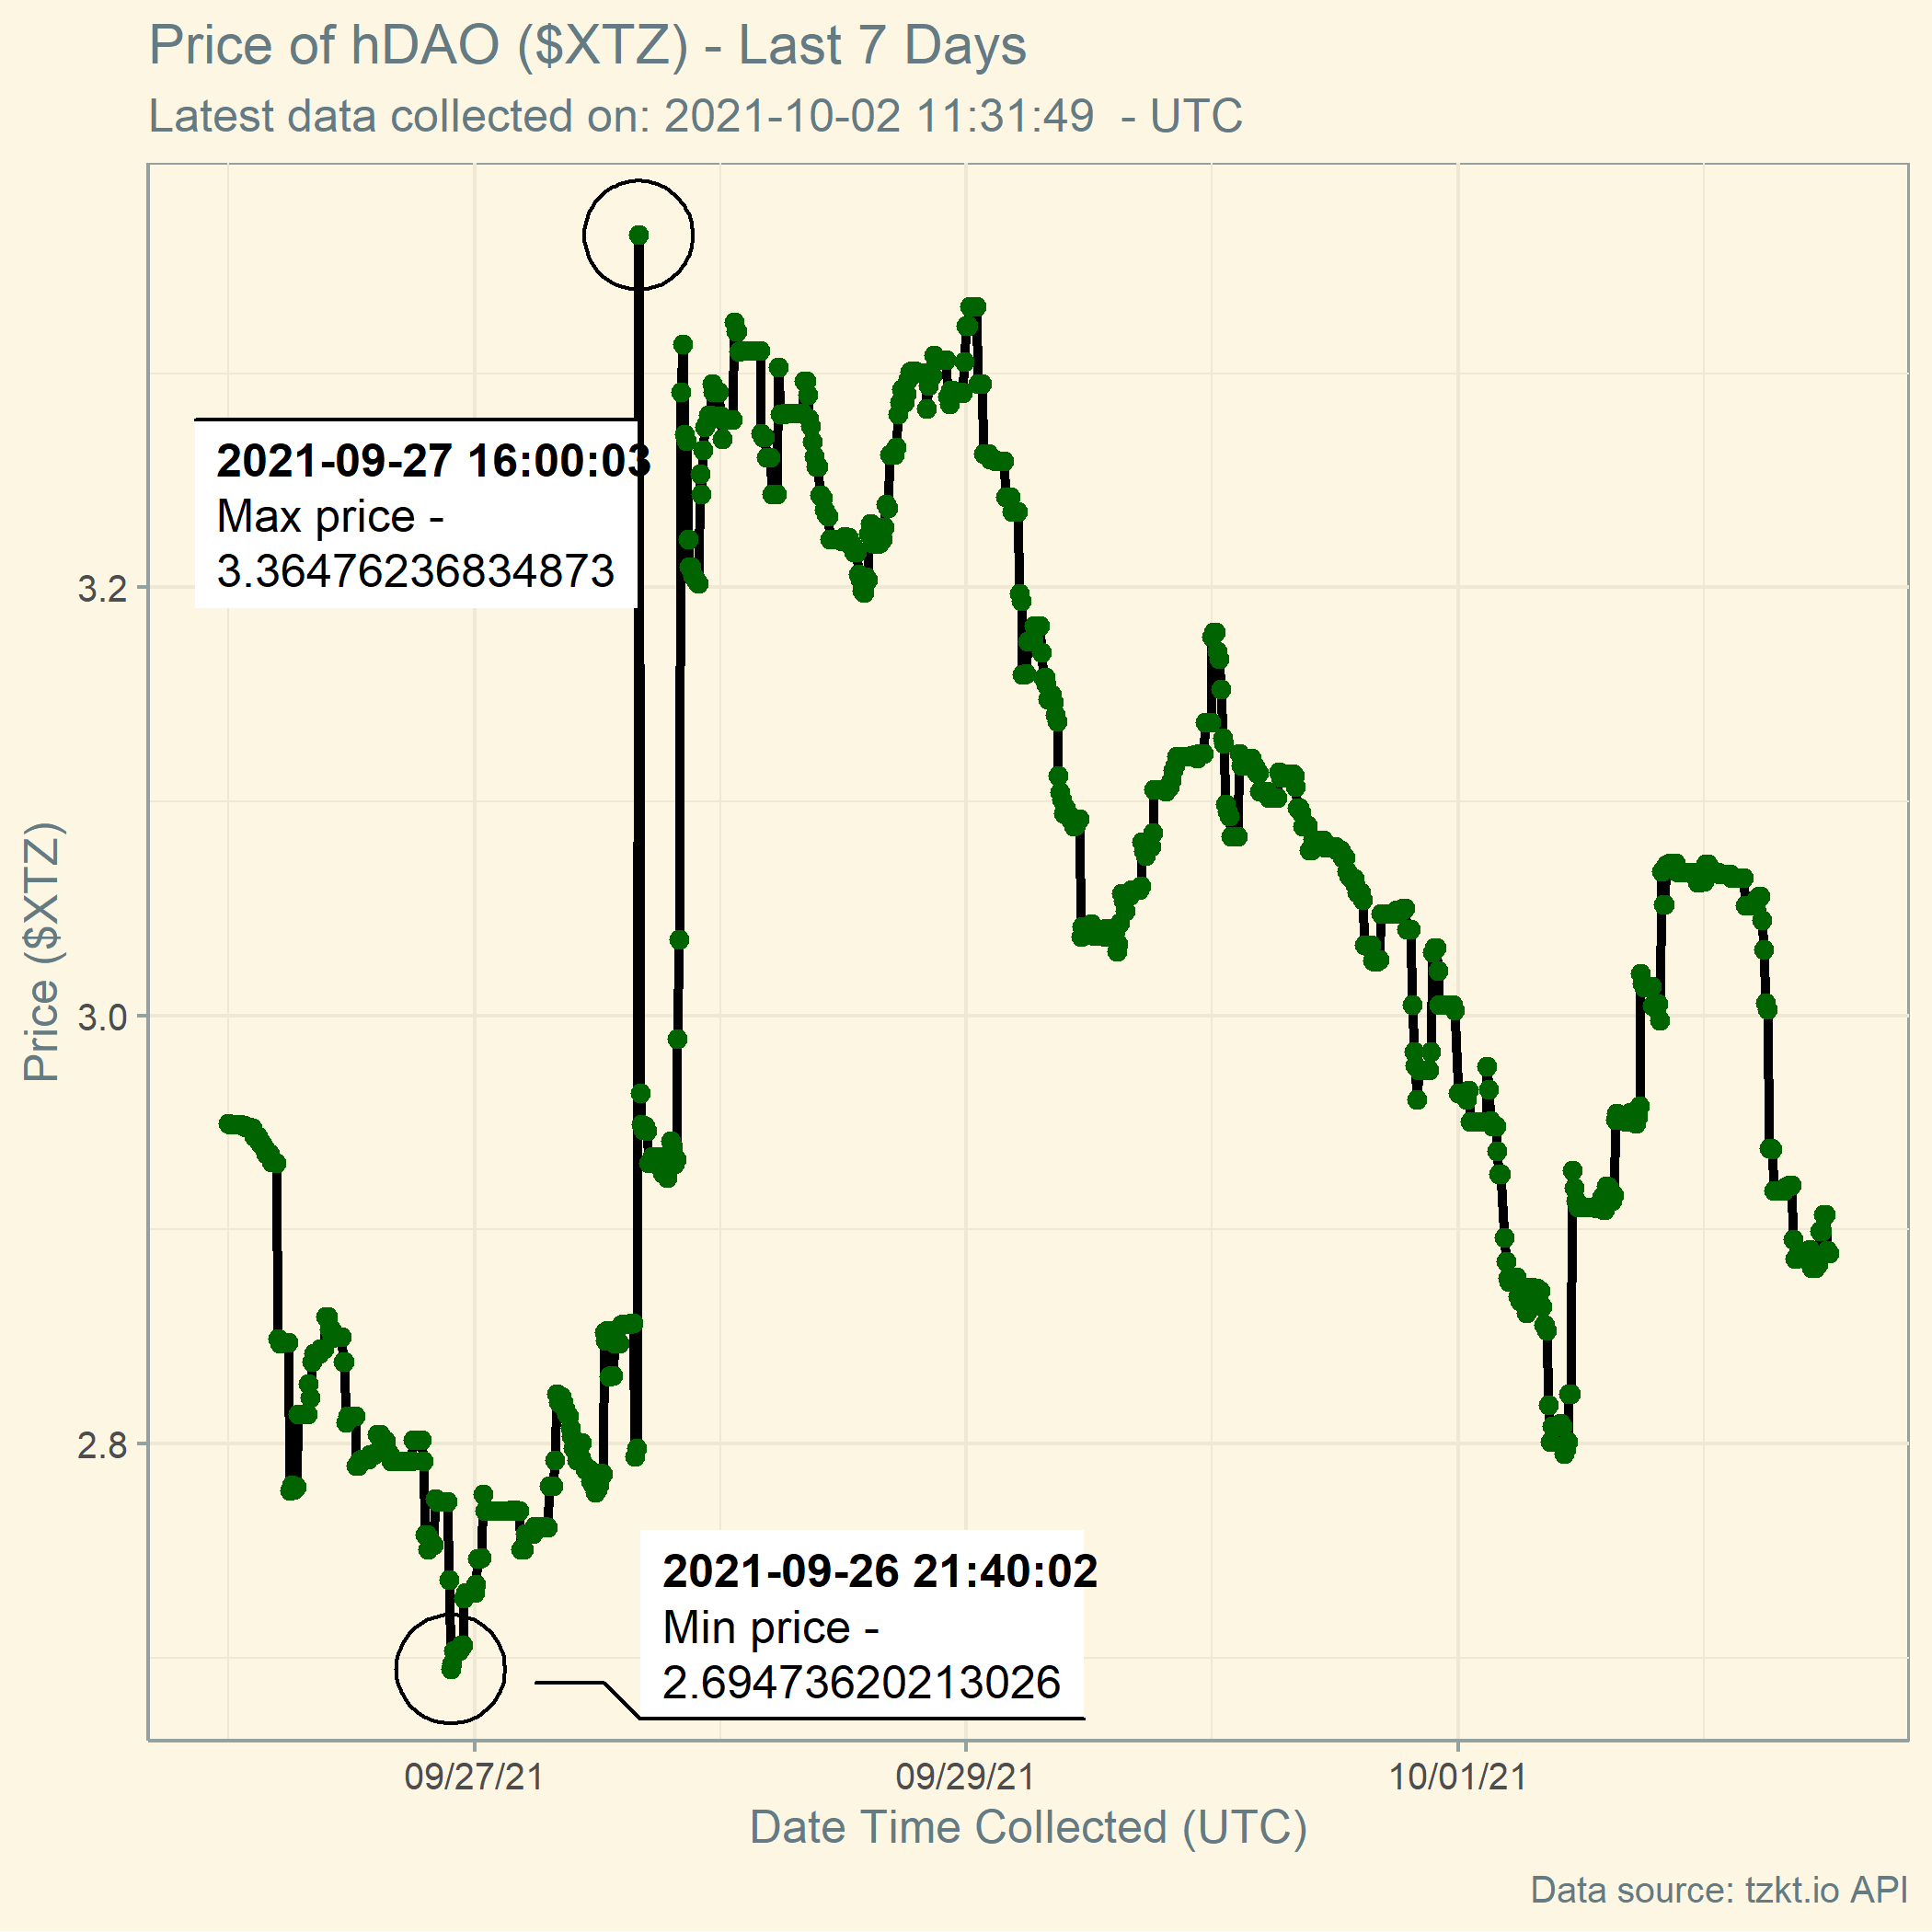 Price of hDAO ($XTZ) - Last 7 Days
Latest data collected on: 2021-10-02 11:31:49  - UTC
2021-09-27 16:00:03
Max price -
3.36476236834873
3.2
3.0
2.8
Price ($XTZ)
2021-09-26 21:40:02
Min price -
2.69473620213026
09/27/21
09/29/21
10/01/21
Date Time Collected (UTC)
Data source: tzkt.io API